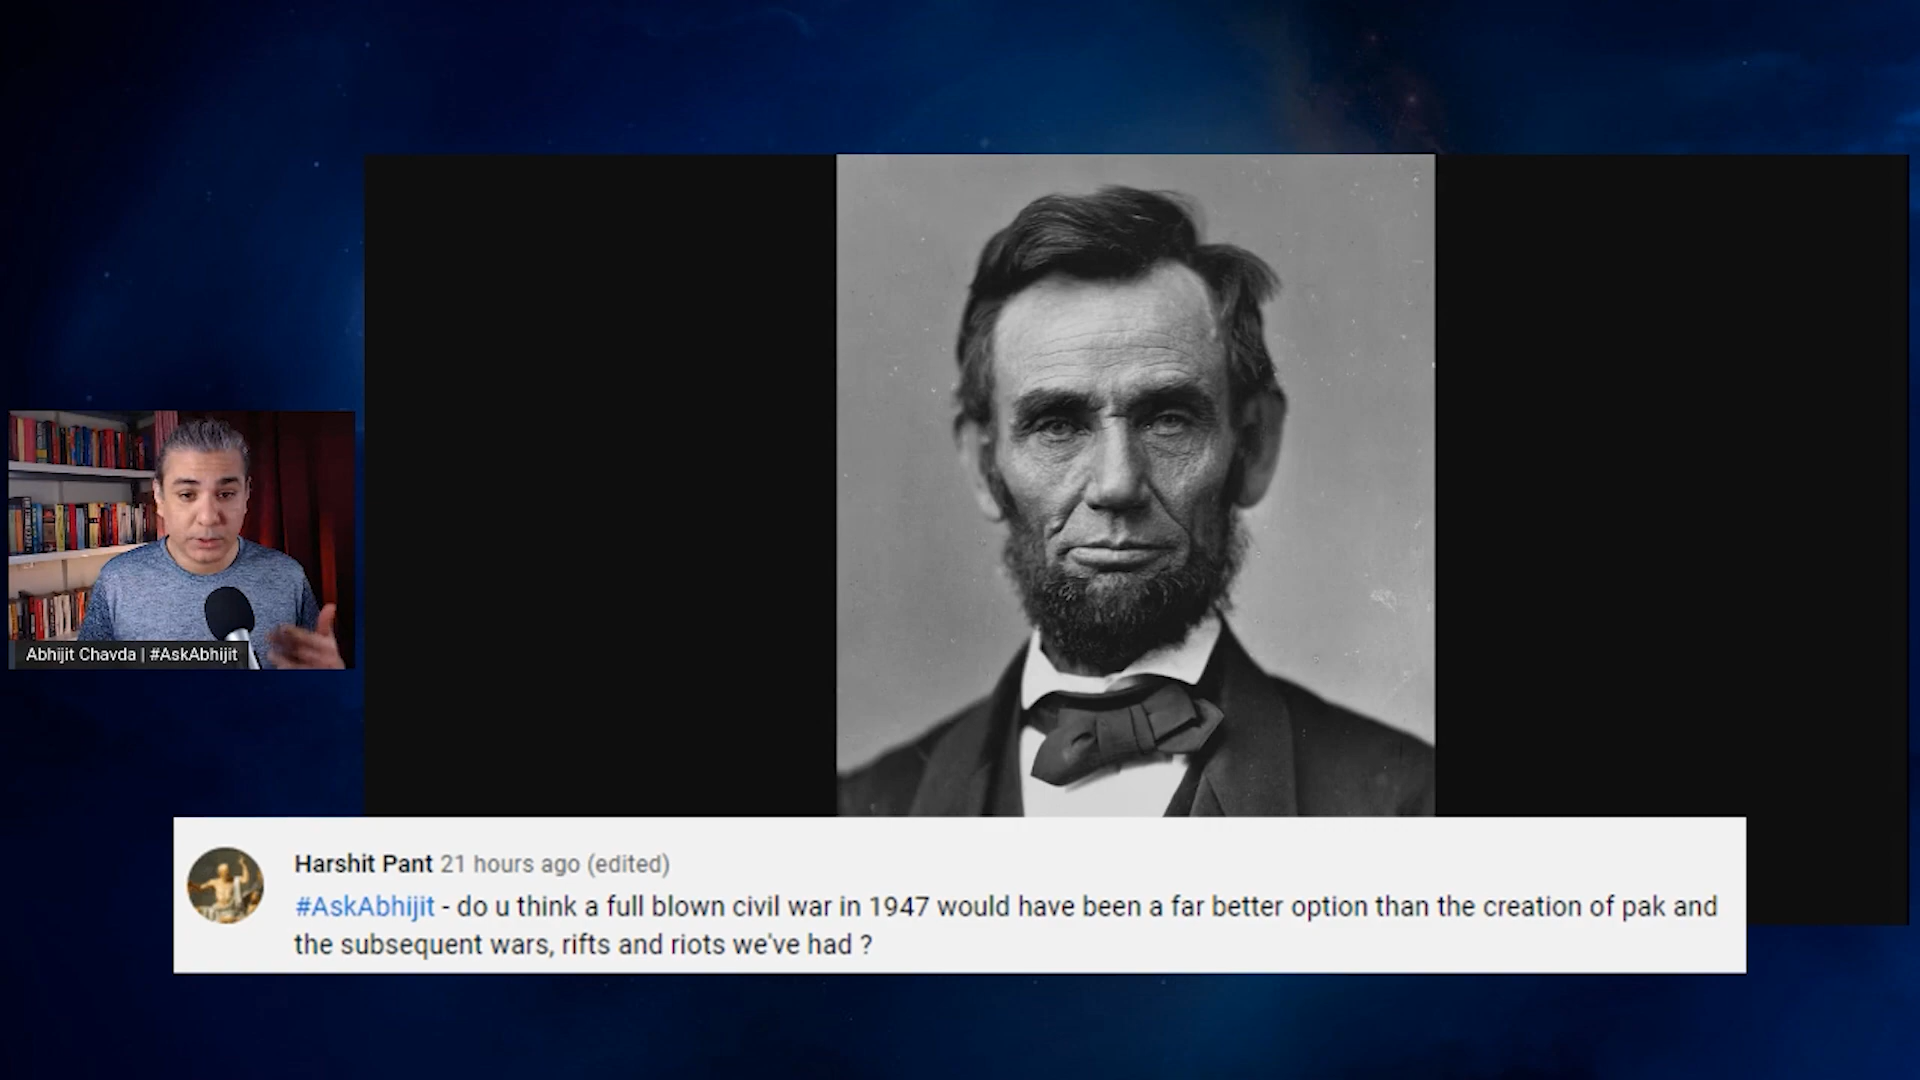 Abhijit Chavda | #AskAbhijit
Harshit Pant 21 hours ago (edited)
#AskAbhijit - do u think a full blown civil war in 1947 would have been a far better option than the creation of pak and
the subsequent wars, rifts and riots we've had ?